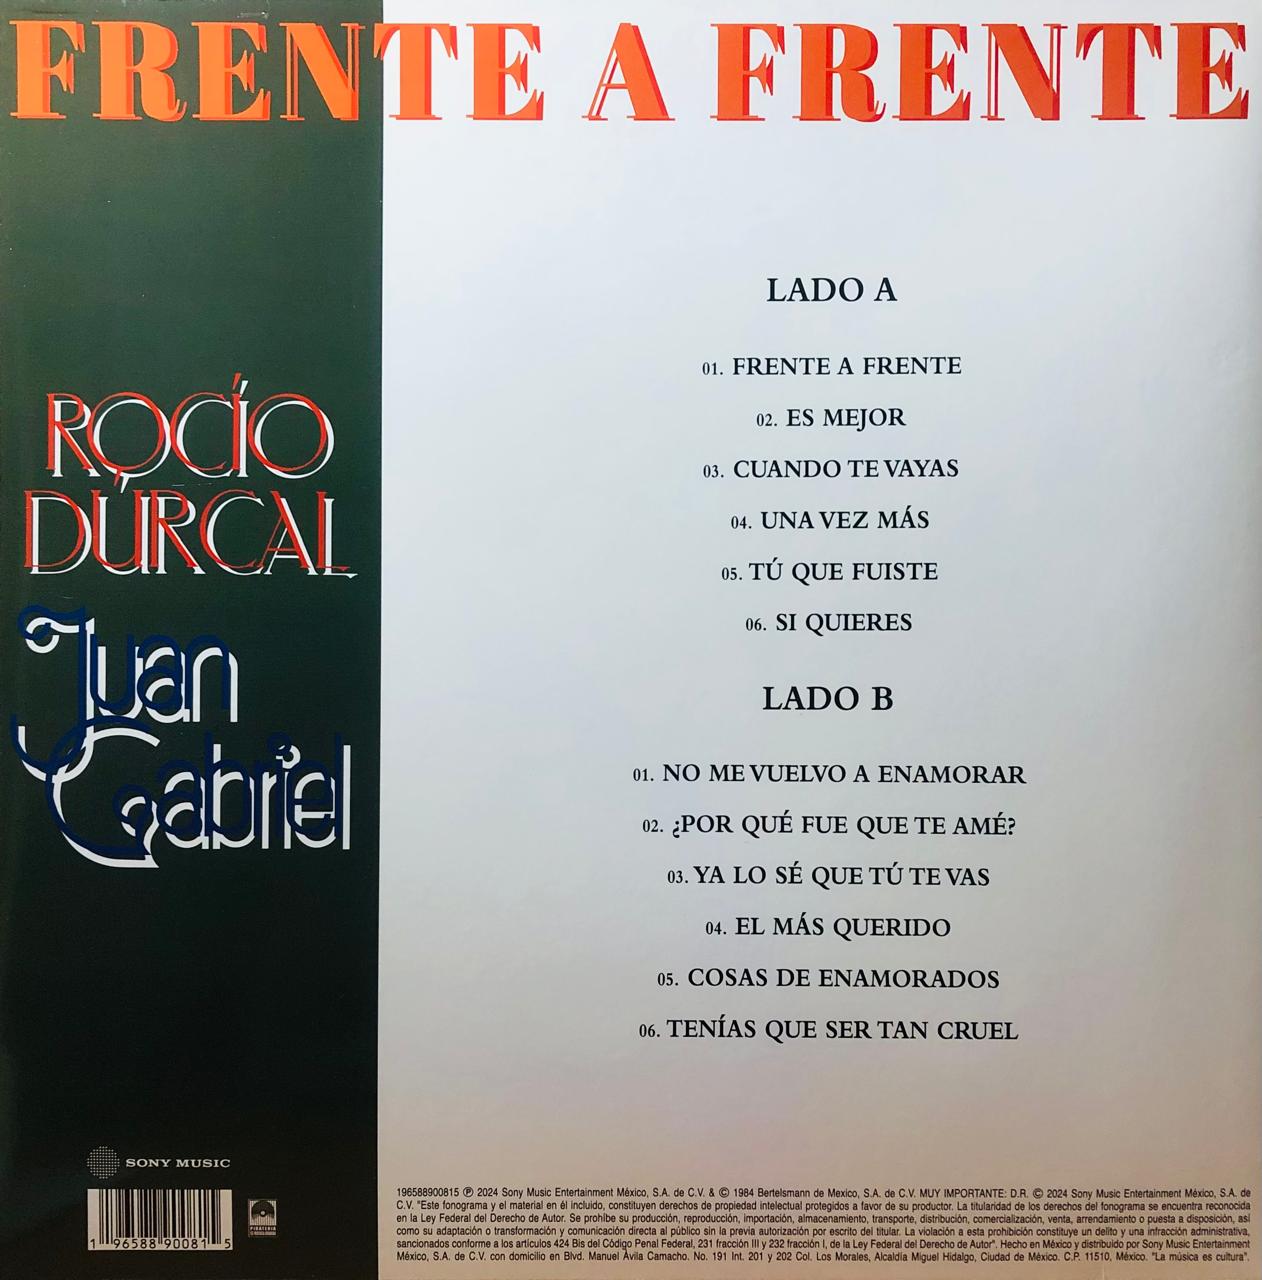 FRENTE A FRENTE
ROCÍO
DÚRCAL
Juan
Gabriel
LADO A
01. FRENTE A FRENTE
02. ES MEJOR
03. CUANDO TE VAYAS
04. UNA VEZ MÁS
05. TÚ QUE FUISTE
06. SI QUIERES
LADO B
01. NO ME VUELVO A ENAMORAR
02. ¿POR QUÉ FUE QUE TE AMÉ?
03. YA LO SÉ QUE TÚ TE VAS
04. EL MÁS QUERIDO
05. COSAS DE ENAMORADOS
06. TENÍAS QUE SER TAN CRUEL
SONY MUSIC
1 96588 90081 5
196588900815 ℗ 2024 Sony Music Entertainment México, S.A. de C.V. & © 1984 Bertelsmann de Mexico, S.A. de C.V. MUY IMPORTANTE: D.R. © 2024 Sony Music Entertainment México, S.A. de
C.V. "Este fonograma y el material en él incluido, constituyen derechos de propiedad intelectual protegidos a favor de su productor. La titularidad de los derechos del fonograma se encuentra reconocida
en la Ley Federal del Derecho de Autor. Se prohibe su producción, reproducción, importación, almacenamiento, transporte, distribución, comercialización, venta, arrendamiento o puesta a disposición, así
como su adaptación o transformación y comunicación directa al público sin la previa autorización por escrito del titular. La violación a esta prohibición constituye un delito y una infracción administrativa,
sancionados conforme a los artículos 424 Bis del Código Penal Federal, 231 fracción III y 232 fracción I, de la Ley Federal del Derecho de Autor". Hecho en México y distribuido por Sony Music Entertainment
México, S.A. de C.V. con domicilio en Blvd. Manuel Ávila Camacho. No. 191 Int. 201 y 202 Col. Los Morales, Alcaldía Miguel Hidalgo, Ciudad de México. C.P. 11510, México. "La música es cultura".